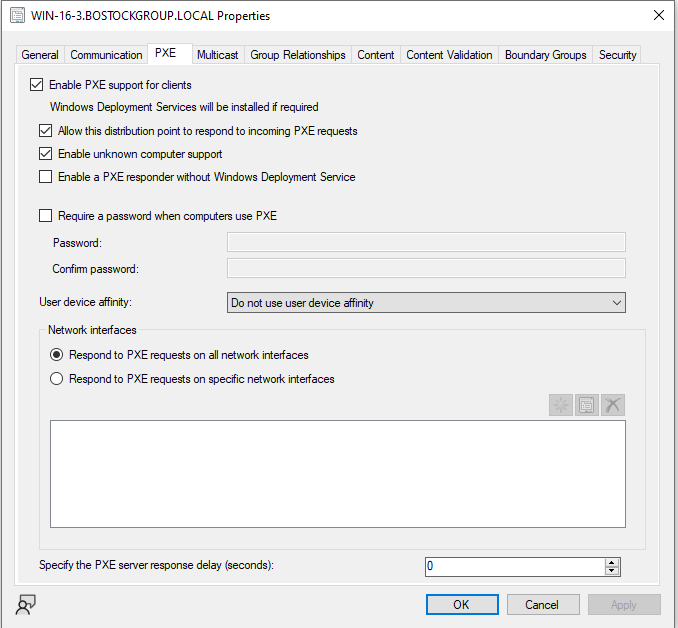 WIN-16-3.BOSTOCKGROUP.LOCAL Properties
General Communication PXE Multicast Group Relationships Content Content Validation Boundary Groups Security
Enable PXE support for clients
Windows Deployment Services will be installed if required
Allow this distribution point to respond to incoming PXE requests
Enable unknown computer support
Enable a PXE responder without Windows Deployment Service
Require a password when computers use PXE
Password:
Confirm password:
User device affinity: Do not use user device affinity
Network interfaces
Respond to PXE requests on all network interfaces
Respond to PXE requests on specific network interfaces
Specify the PXE server response delay (seconds): 0
OK Cancel Apply